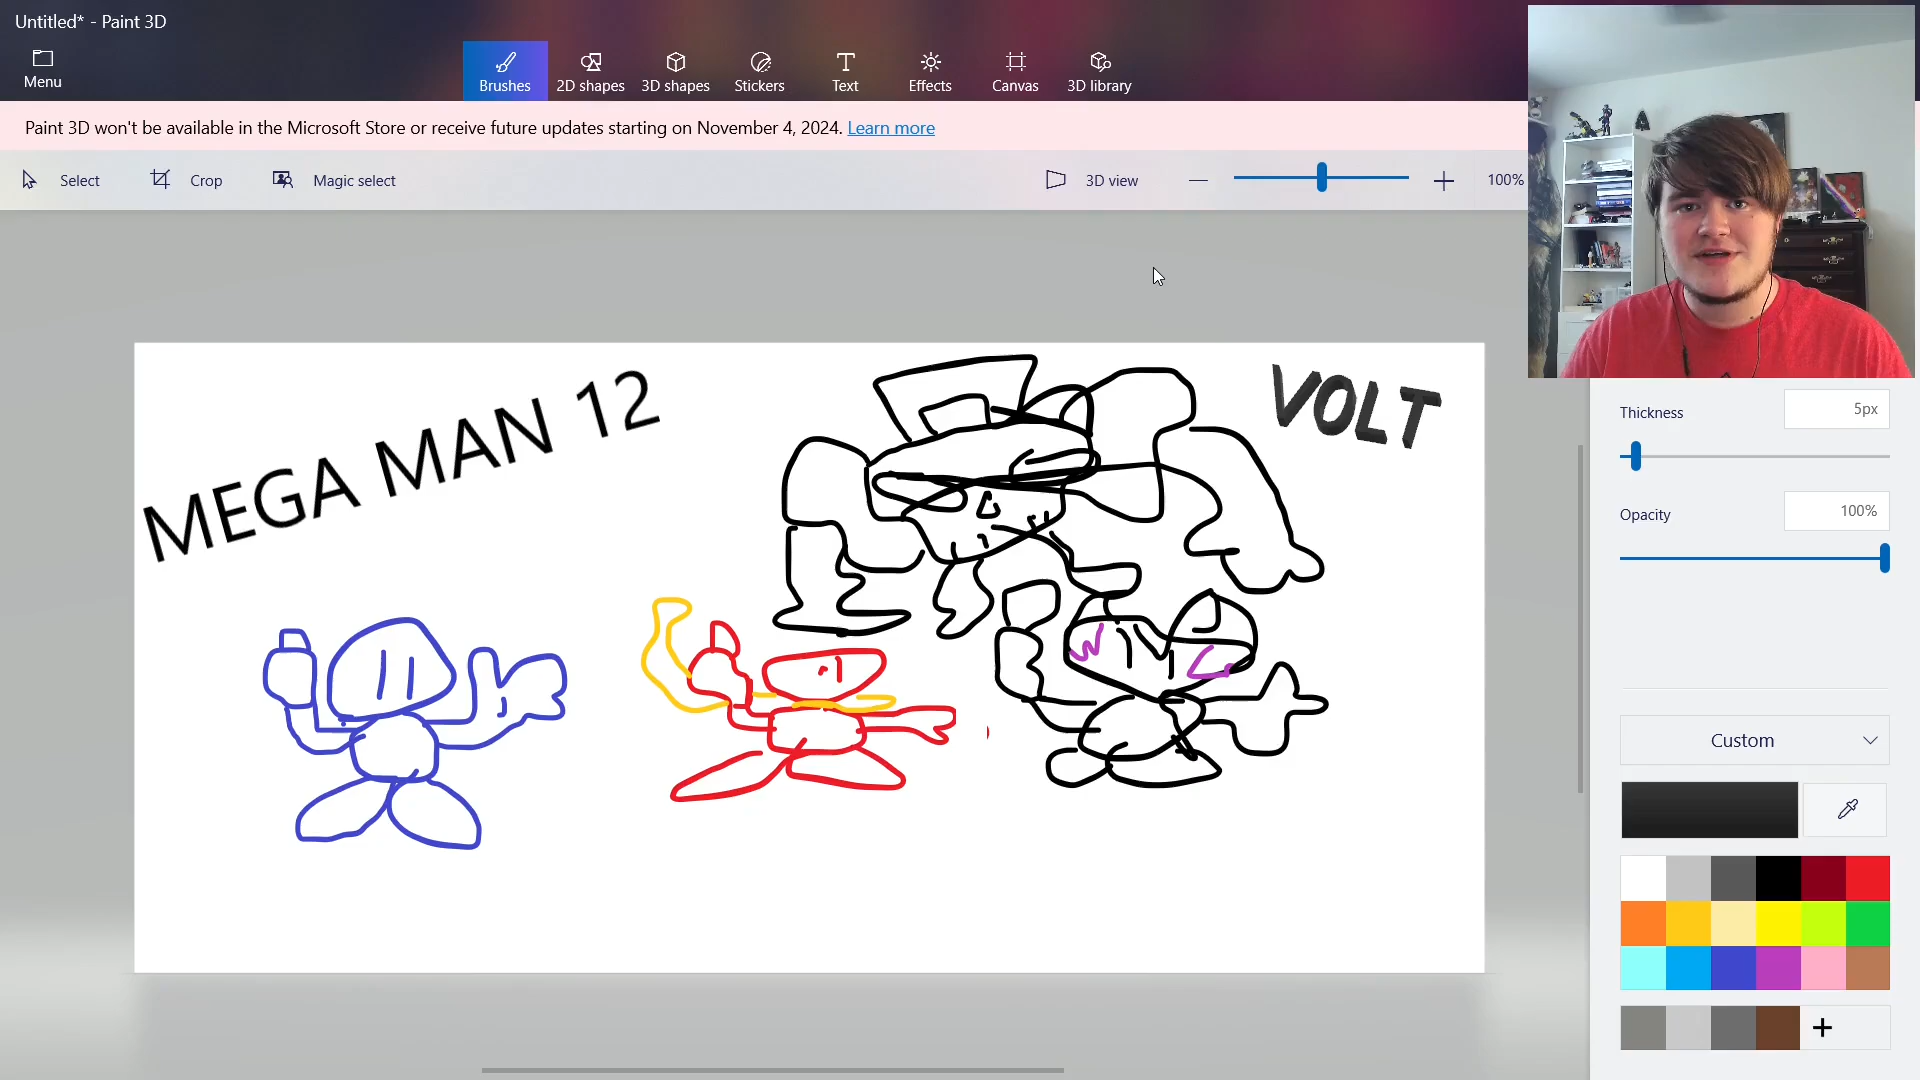 Untitled* - Paint 3D
Menu
Brushes
2D shapes
3D shapes
Stickers
Text
Effects
Canvas
3D library
Paint 3D won't be available in the Microsoft Store or receive future updates starting on November 4, 2024. Learn more
Select
Crop
Magic select
3D view
100%
MEGA MAN 12
VOLT
W
L
Thickness
5px
Opacity
100%
Custom